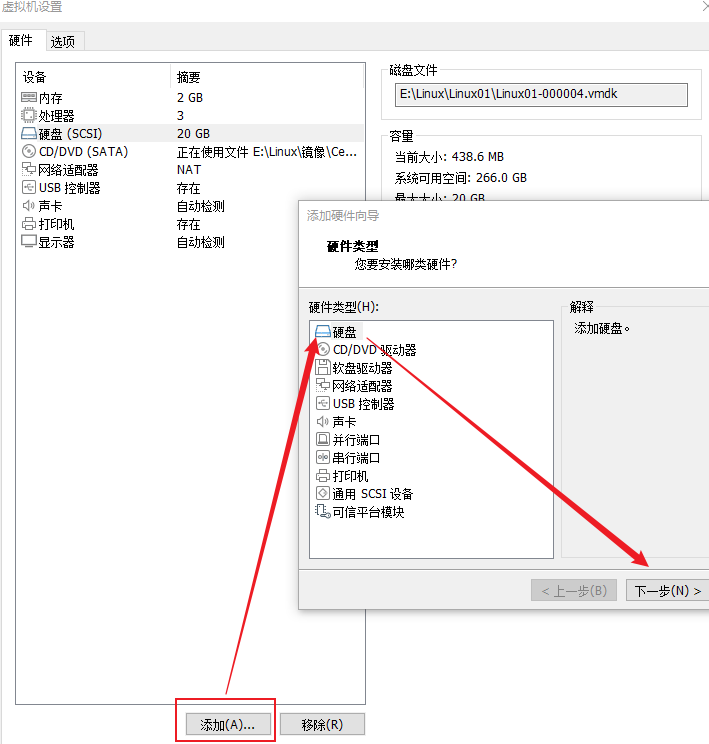 虚拟机设置
硬件 选项
设备 摘要
内存 2 GB
处理器 3
硬盘 (SCSI) 20 GB
CD/DVD (SATA) 正在使用文件 E:\Linux\镜像\Ce...
网络适配器 NAT
USB 控制器 存在
声卡 自动检测
打印机 存在
显示器 自动检测
磁盘文件
E:\Linux\Linux01\Linux01-000004.vmdk
容量
当前大小: 438.6 MB
系统可用空间: 266.0 GB
最大大小: 20 GB
添加硬件向导
硬件类型
您要安装哪类硬件?
硬件类型(H):
硬盘
CD/DVD 驱动器
软盘驱动器
网络适配器
USB 控制器
声卡
并行端口
串行端口
打印机
通用 SCSI 设备
可信平台模块
解释
添加硬盘。
< 上一步(B) 下一步(N) >
添加(A)... 移除(R)